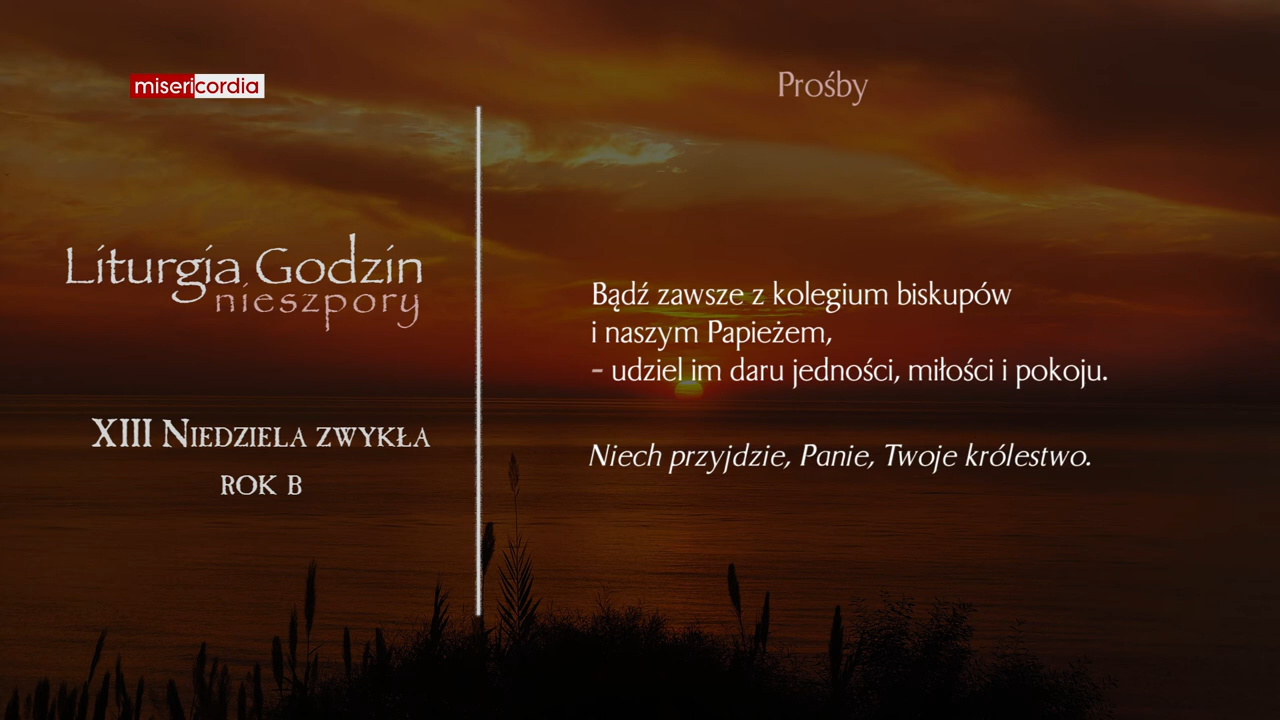 misericordia
Liturgia Godzin
nieszpory
XIII Niedziela zwykła
rok B
Prośby
Bądź zawsze z kolegium biskupów
i naszym Papieżem,
- udziel im daru jedności, miłości i pokoju.
Niech przyjdzie, Panie, Twoje królestwo.